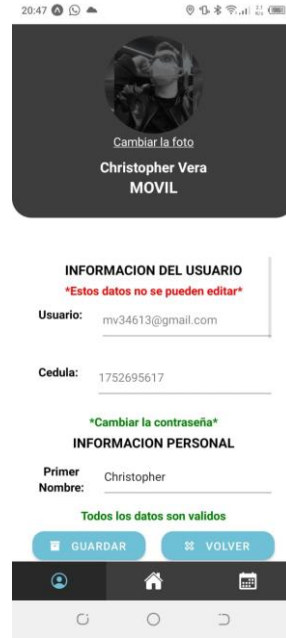 20:47
Cambiar la foto
Christopher Vera
MOVIL
INFORMACION DEL USUARIO
*Estos datos no se pueden editar*
Usuario: mv34613@gmail.com
Cedula: 1752695617
*Cambiar la contraseña*
INFORMACION PERSONAL
Primer
Nombre: Christopher
Todos los datos son validos
GUARDAR VOLVER